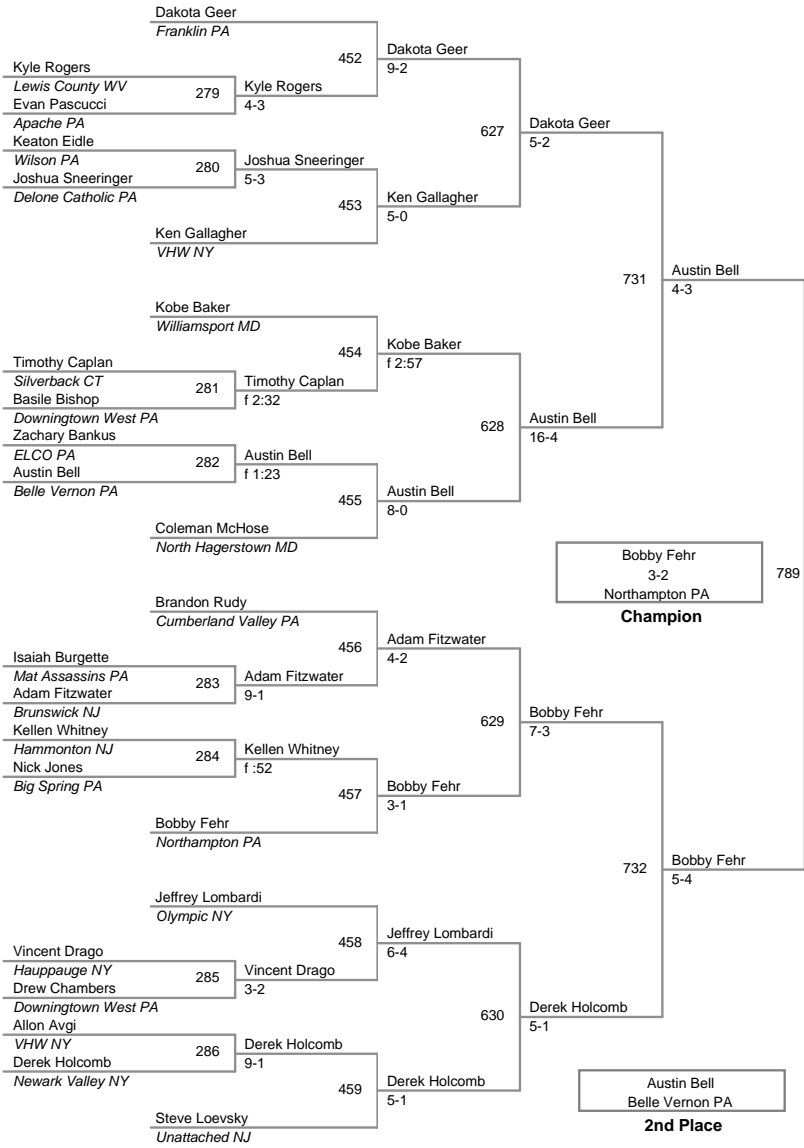 Dakota Geer
Franklin PA
452
Dakota Geer
9-2
Kyle Rogers
Lewis County WV
279
Kyle Rogers
4-3
Evan Pascucci
Apache PA
627
Dakota Geer
5-2
Keaton Eidle
Wilson PA
280
Joshua Sneeringer
5-3
Joshua Sneeringer
Delone Catholic PA
453
Ken Gallagher
5-0
Ken Gallagher
VHW NY
731
Austin Bell
4-3
Kobe Baker
Williamsport MD
454
Kobe Baker
f 2:57
Timothy Caplan
Silverback CT
281
Timothy Caplan
f 2:32
Basile Bishop
Downingtown West PA
628
Austin Bell
16-4
Zachary Bankus
ELCO PA
282
Austin Bell
f 1:23
Austin Bell
Belle Vernon PA
455
Austin Bell
8-0
Coleman McHose
North Hagerstown MD
Bobby Fehr
3-2
Northampton PA
789
Champion
Brandon Rudy
Cumberland Valley PA
456
Adam Fitzwater
4-2
Isaiah Burgette
Mat Assassins PA
283
Adam Fitzwater
9-1
Adam Fitzwater
Brunswick NJ
629
Bobby Fehr
7-3
Kellen Whitney
Hammonton NJ
284
Kellen Whitney
f :52
Nick Jones
Big Spring PA
457
Bobby Fehr
3-1
Bobby Fehr
Northampton PA
732
Bobby Fehr
5-4
Jeffrey Lombardi
Olympic NY
458
Jeffrey Lombardi
6-4
Vincent Drago
Hauppauge NY
285
Vincent Drago
3-2
Drew Chambers
Downingtown West PA
630
Derek Holcomb
5-1
Allon Avgi
VHW NY
286
Derek Holcomb
9-1
Derek Holcomb
Newark Valley NY
459
Derek Holcomb
5-1
Steve Loevsky
Unattached NJ
Austin Bell
Belle Vernon PA
2nd Place